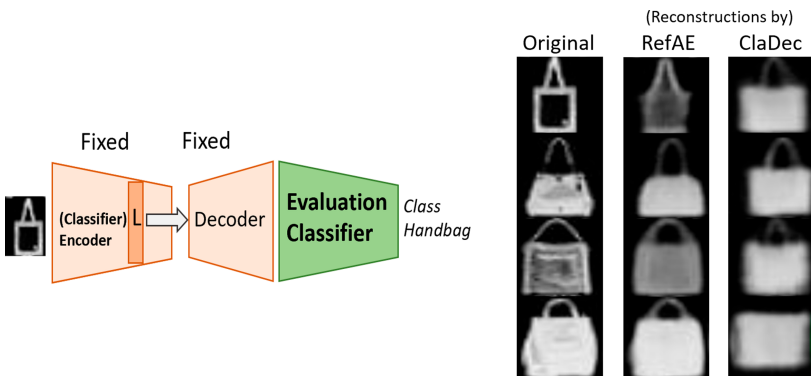 (Reconstructions by)
Original RefAE ClaDec
Fixed Fixed
(Classifier)
Encoder
L
Decoder
Evaluation
Classifier
Class
Handbag